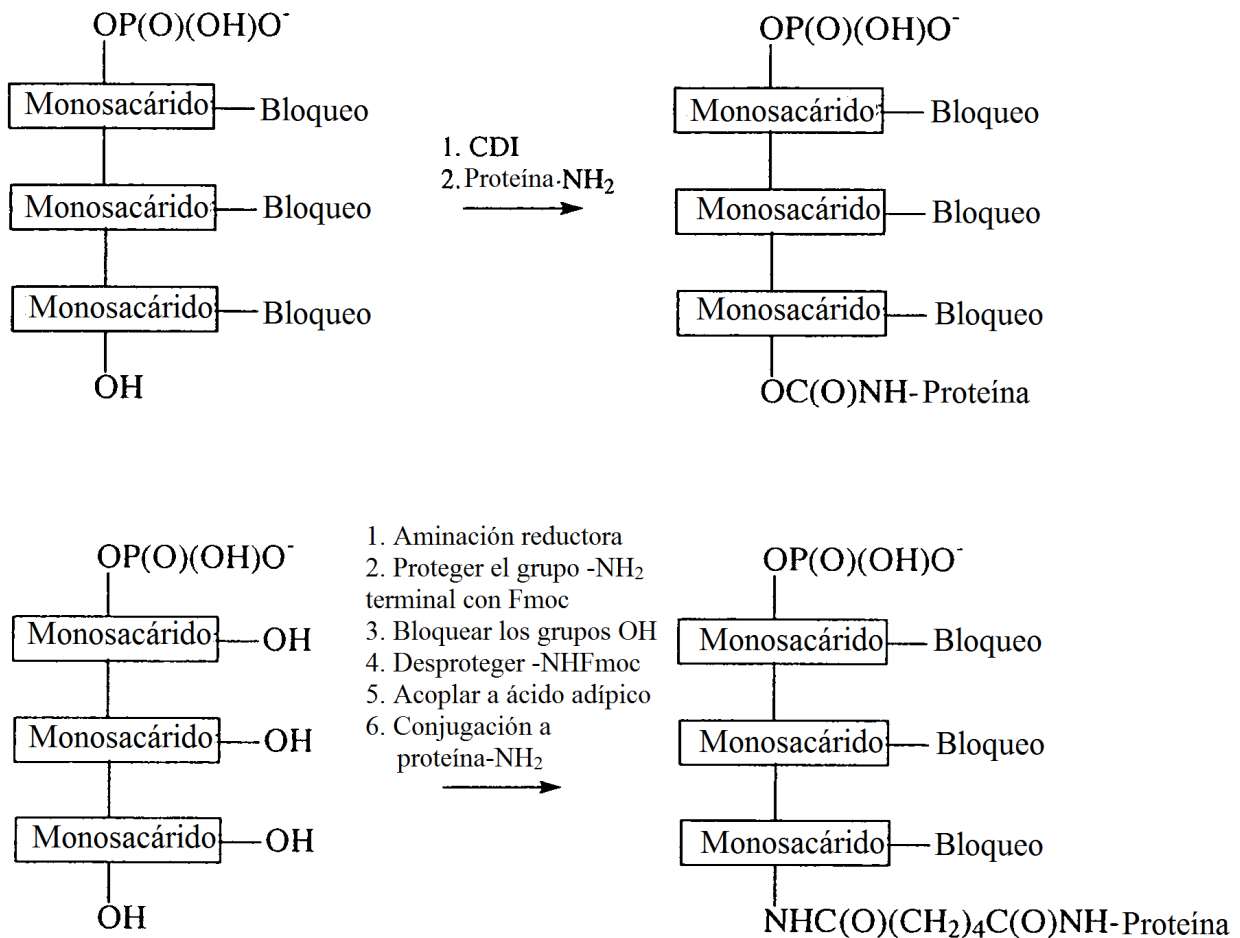 OP(O)(OH)O-
Monosacárido
Bloqueo
Monosacárido
Bloqueo
Monosacárido
Bloqueo
OH
1. CDI
2. Proteína-NH2
OP(O)(OH)O-
Monosacárido
Bloqueo
Monosacárido
Bloqueo
Monosacárido
Bloqueo
OC(O)NH-Proteína
OP(O)(OH)O-
Monosacárido
OH
Monosacárido
OH
Monosacárido
OH
OH
1. Aminación reductora
2. Proteger el grupo -NH2
terminal con Fmoc
3. Bloquear los grupos OH
4. Desproteger -NHFmoc
5. Acoplar a ácido adípico
6. Conjugación a
proteína-NH2
OP(O)(OH)O-
Monosacárido
Bloqueo
Monosacárido
Bloqueo
Monosacárido
Bloqueo
NHC(O)(CH2)4C(O)NH-Proteína